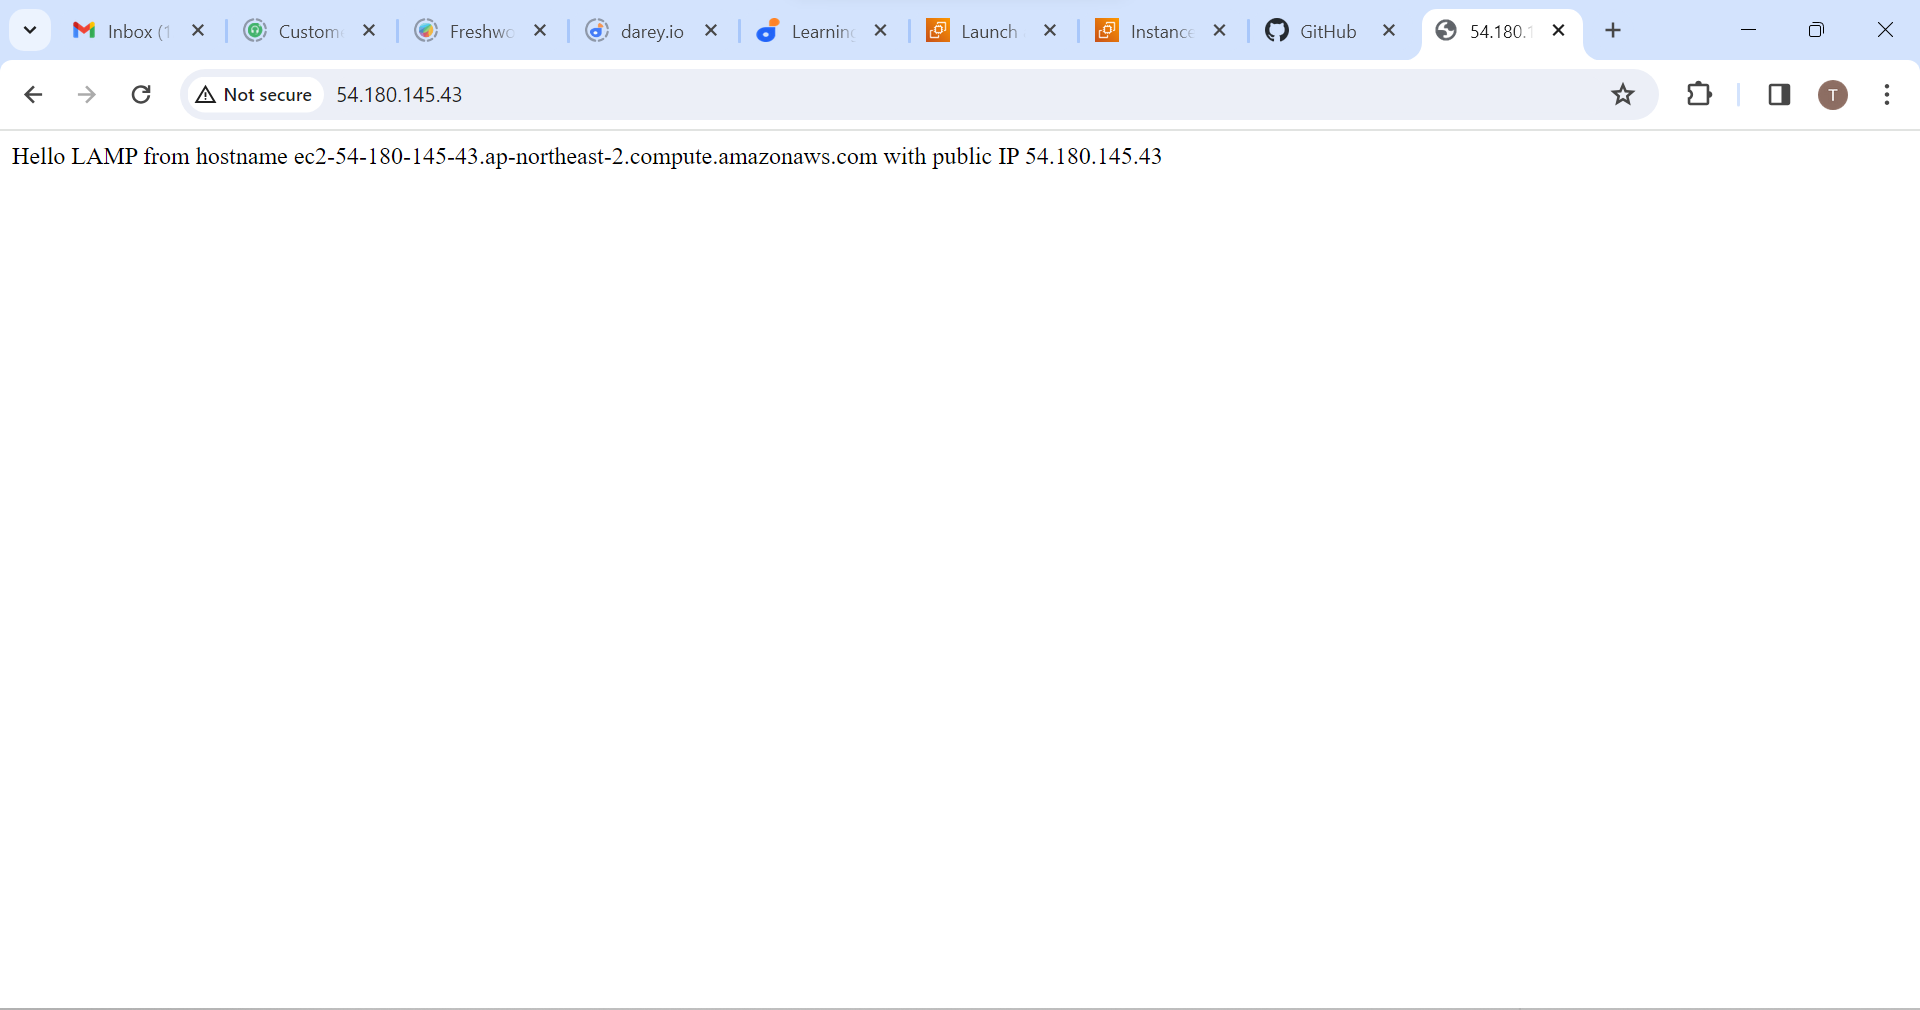 Inbox (1
Custom
Freshwo
darey.io
Learning
Launch
Instance
GitHub
54.180.1
Not secure
54.180.145.43
T
Hello LAMP from hostname ec2-54-180-145-43.ap-northeast-2.compute.amazonaws.com with public IP 54.180.145.43